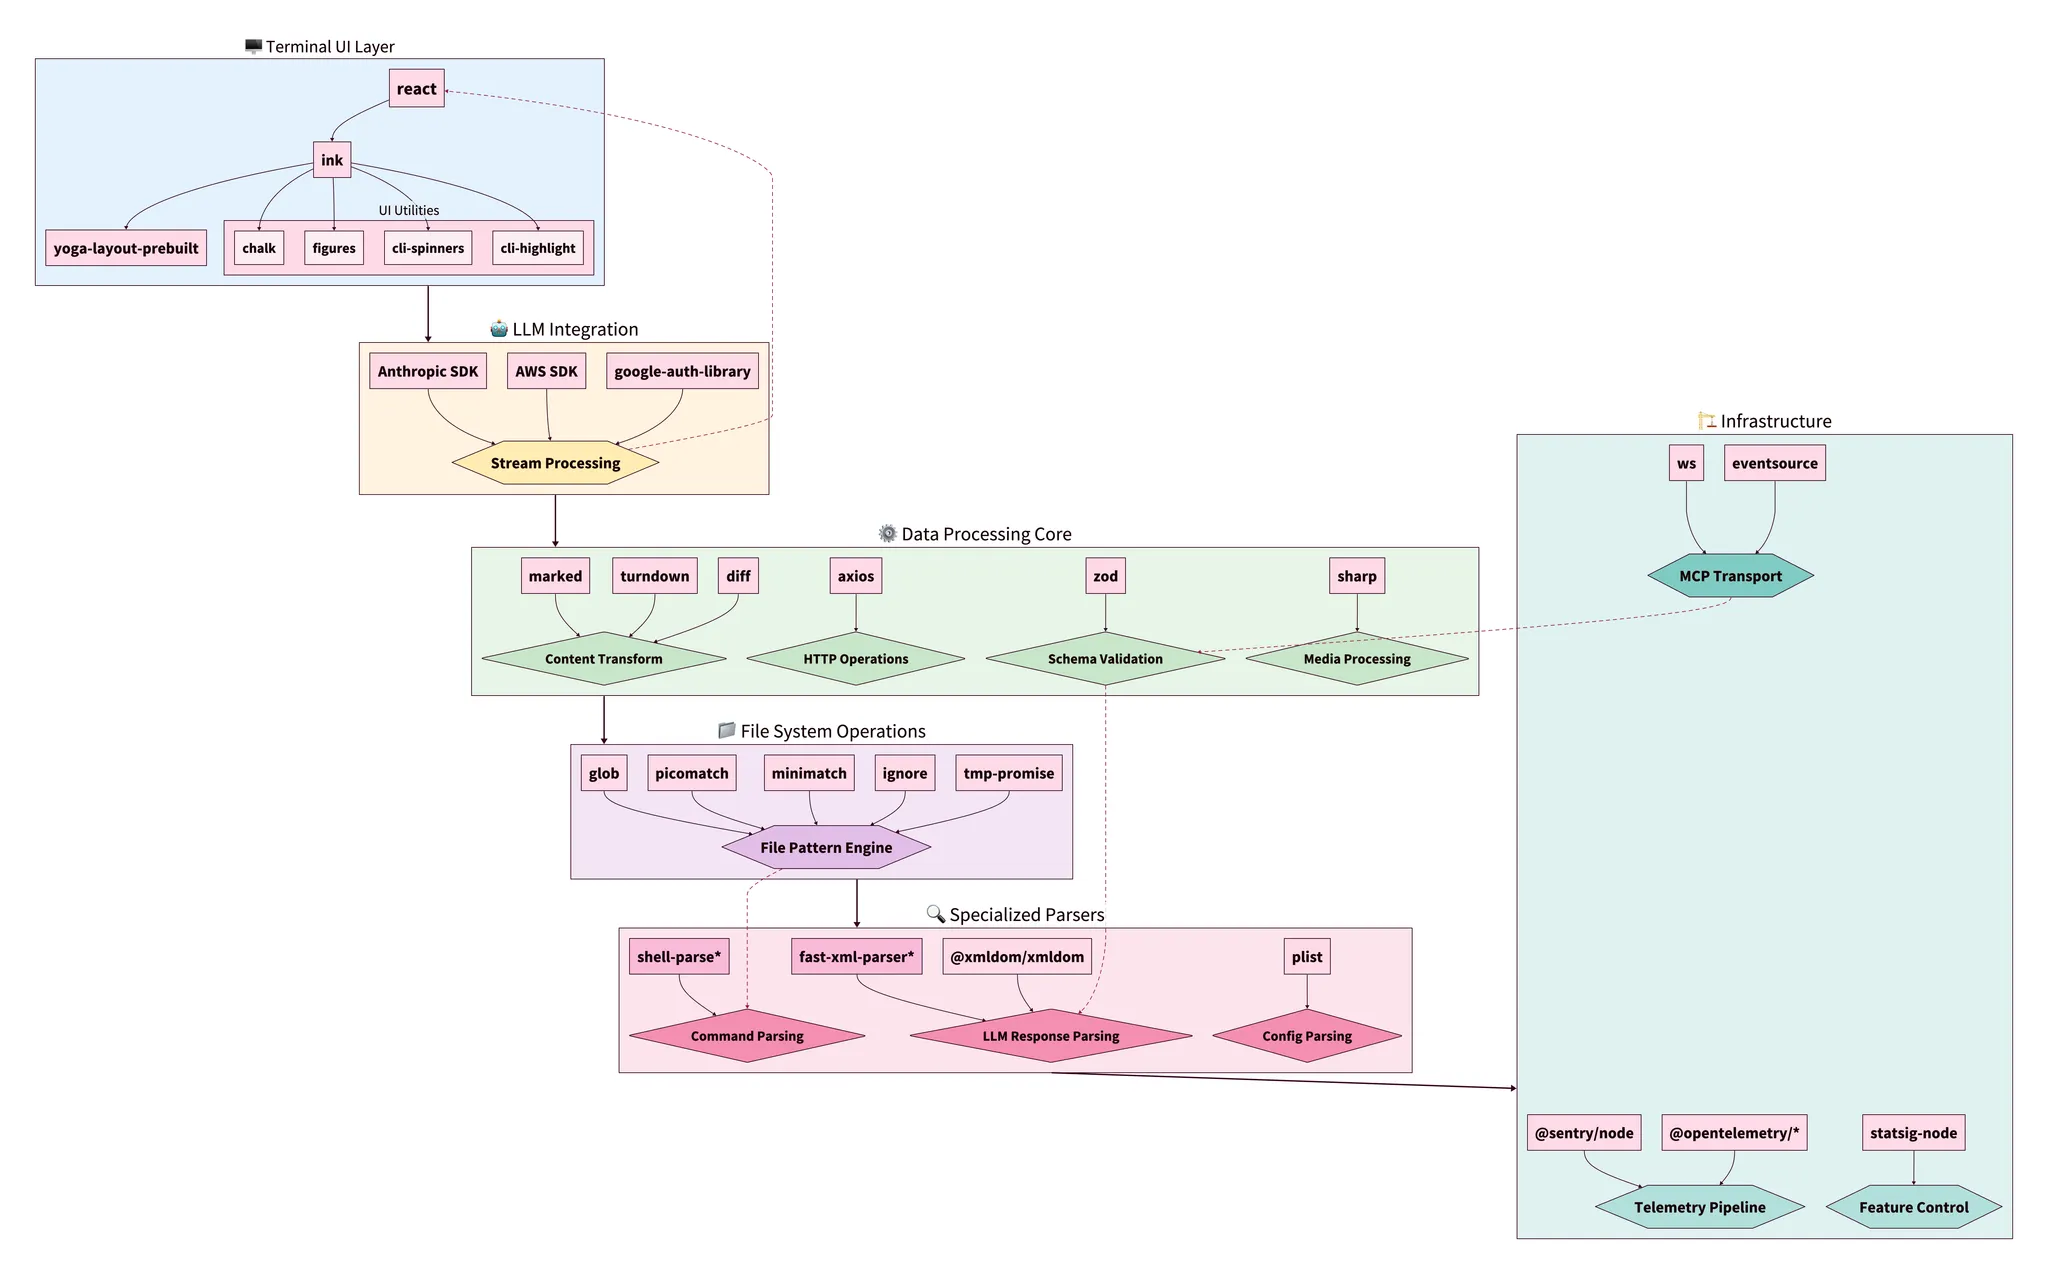 🖥️ Terminal UI Layer
react
ink
UI Utilities
yoga-layout-prebuilt
chalk
figures
cli-spinners
cli-highlight
🤖 LLM Integration
Anthropic SDK
AWS SDK
google-auth-library
Stream Processing
⚙️ Data Processing Core
marked
turndown
diff
axios
zod
sharp
Content Transform
HTTP Operations
Schema Validation
Media Processing
📁 File System Operations
glob
picomatch
minimatch
ignore
tmp-promise
File Pattern Engine
🔍 Specialized Parsers
shell-parse*
fast-xml-parser*
@xmldom/xmldom
plist
Command Parsing
LLM Response Parsing
Config Parsing
🏗️ Infrastructure
ws
eventsource
MCP Transport
@sentry/node
@opentelemetry/*
statsig-node
Telemetry Pipeline
Feature Control